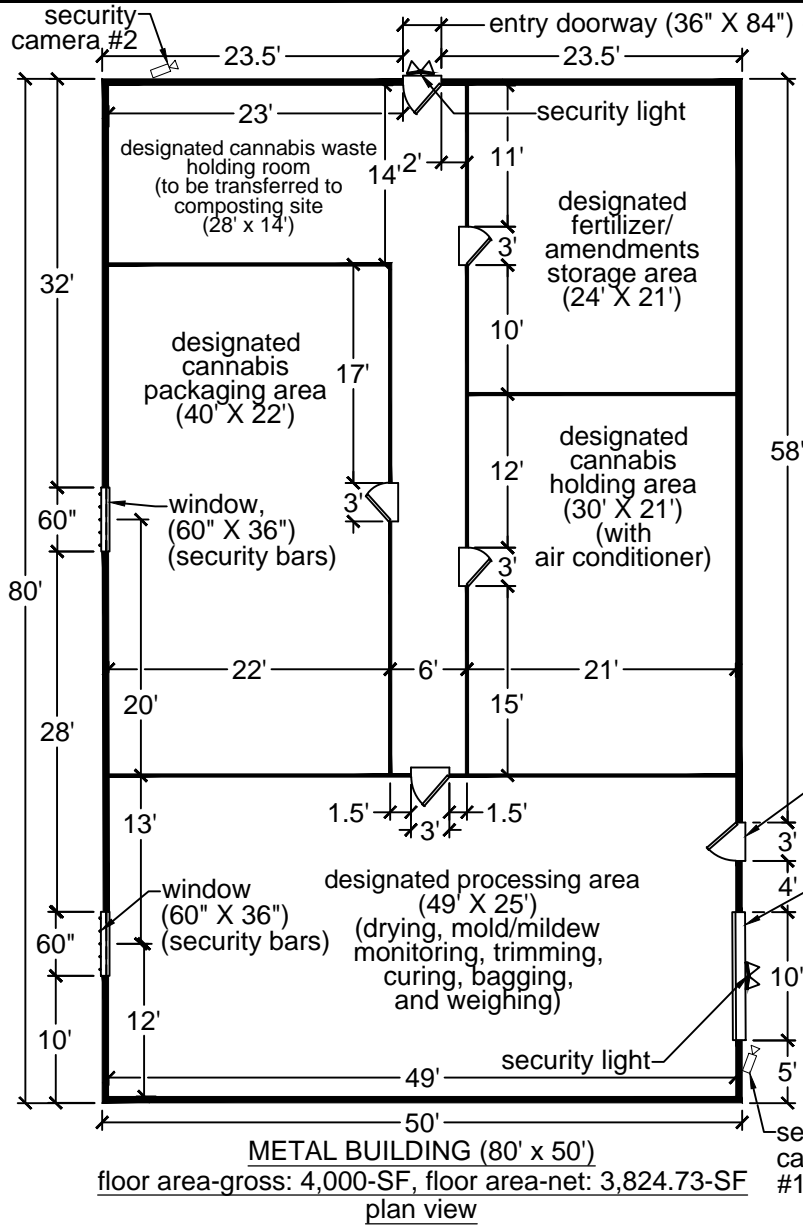 security
camera #2
entry doorway (36" X 84")
23.5'
23.5'
security light
23'
designated cannabis waste
holding room
(to be transferred to
composting site
(28' x 14')
14'
2'
11'
designated
fertilizer/
amendments
storage area
(24' X 21')
3'
10'
32'
designated
cannabis
packaging area
(40' X 22')
17'
58'
designated
cannabis
holding area
(30' X 21')
(with
air conditioner)
12'
3'
3'
60"
window,
(60" X 36")
(security bars)
80'
22'
6'
21'
20'
15'
28'
1.5'
3'
1.5'
13'
3'
4'
designated processing area
(49' X 25')
(drying, mold/mildew
monitoring, trimming,
curing, bagging,
and weighing)
window
(60" X 36")
(security bars)
60"
10'
12'
10'
security light
5'
49'
50'
se
ca
#1
METAL BUILDING (80' x 50')
floor area-gross: 4,000-SF, floor area-net: 3,824.73-SF
plan view